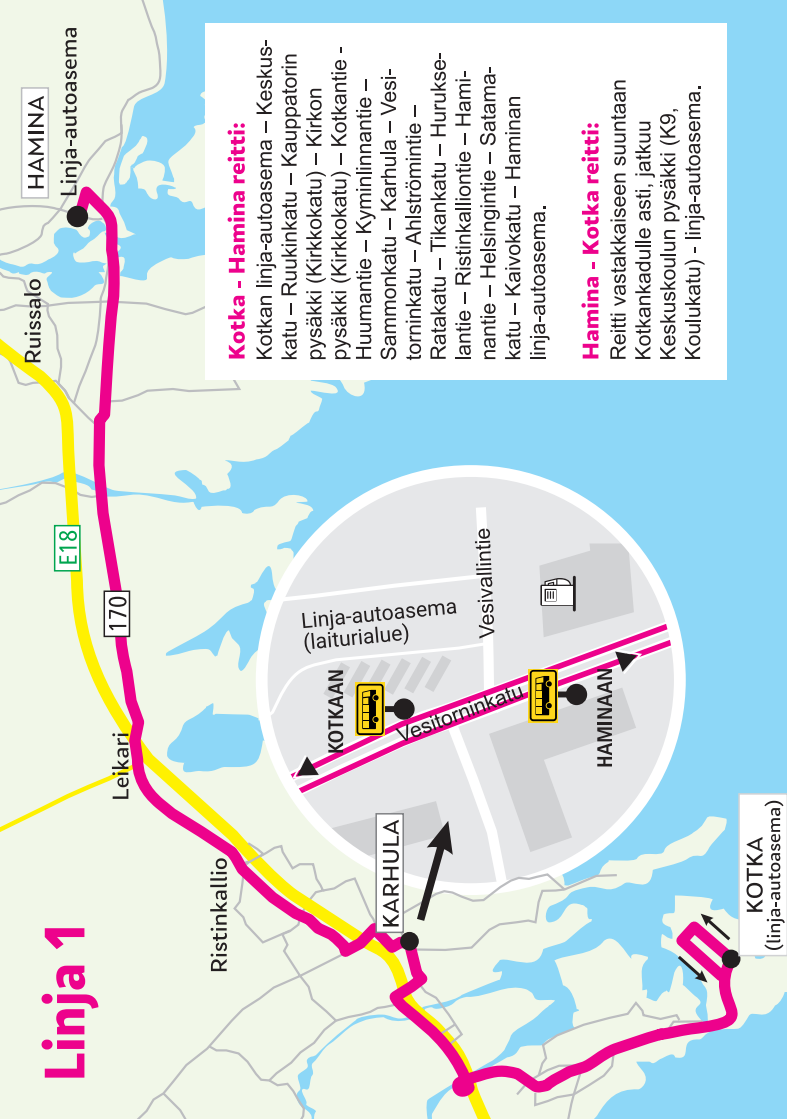 Linja 1
HAMINA
Linja-autoasema
Ruissalo
E18
170
Leikari
Ristinkallio
KARHULA
KOTKA
(linja-autoasema)
Linja-autoasema
(laiturialue)
Vesivallintie
KOTKAAN
Vesitorninkatu
HAMINAAN
Kotka - Hamina reitti:
Kotkan linja-autoasema – Keskus-
katu – Ruukinkatu – Kauppatorin
pysäkki (Kirkkokatu) – Kirkon
pysäkki (Kirkkokatu) – Kotkantie -
Huumantie – Kyminlinnantie –
Sammonkatu – Karhula – Vesi-
torninkatu – Ahlströmintie –
Ratakatu – Tikankatu – Hurukse-
lantie – Ristinkalliontie – Hami-
nantie – Helsingintie – Satama-
katu – Kaivokatu – Haminan
linja-autoasema.
Hamina - Kotka reitti:
Reitti vastakkaiseen suuntaan
Kotkankadulle asti, jatkuu
Keskuskoulun pysäkki (K9,
Koulukatu) - linja-autoasema.